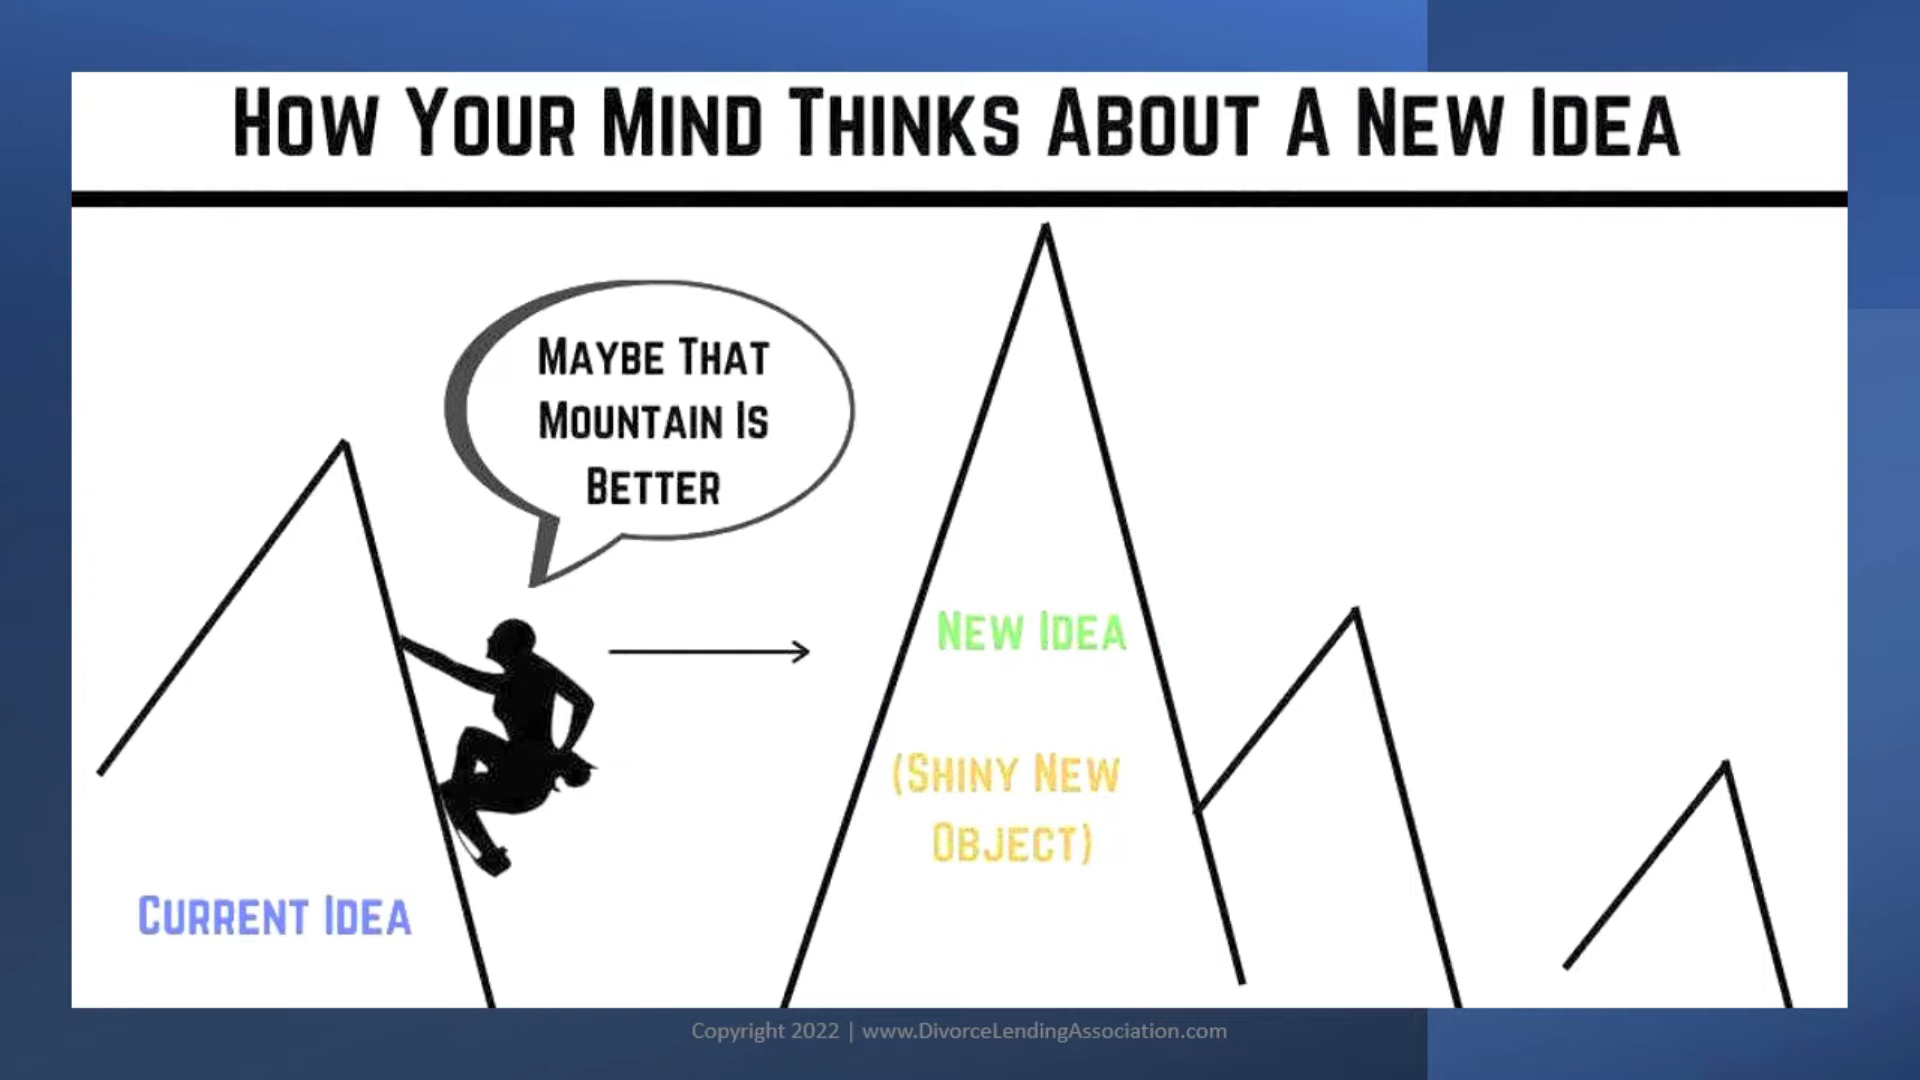 How Your Mind Thinks About A New Idea
Maybe That
Mountain Is
Better
New Idea
(Shiny New
Object)
Current Idea
Copyright 2022 | www.DivorceLendingAssociation.com